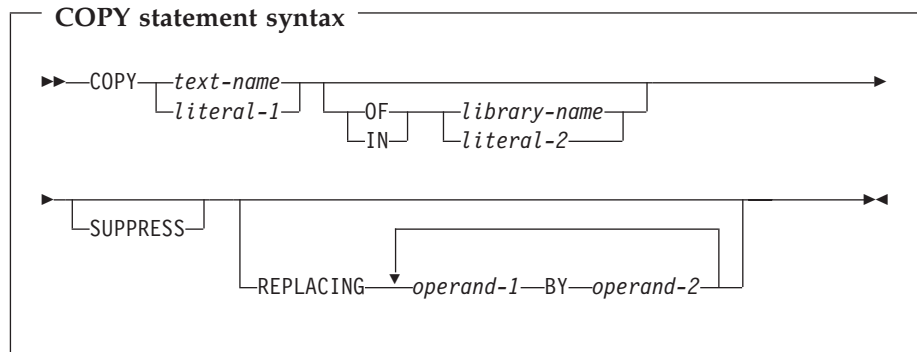 COPY statement syntax
COPY text-name
literal-1
OF library-name
IN literal-2
SUPPRESS
REPLACING operand-1 BY operand-2